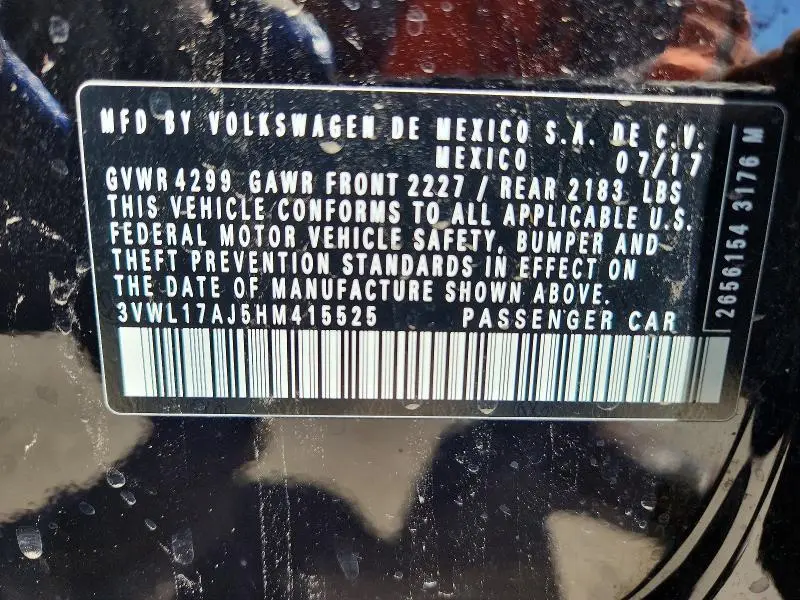 MFD BY VOLKSWAGEN DE MEXICO S.A. DE C.V.
MEXICO 07/17
GVWR 4299 GAWR FRONT 2227 / REAR 2183 LBS
THIS VEHICLE CONFORMS TO ALL APPLICABLE U.S.
FEDERAL MOTOR VEHICLE SAFETY, BUMPER AND
THEFT PREVENTION STANDARDS IN EFFECT ON
THE DATE OF MANUFACTURE SHOWN ABOVE.
3VWL17AJ5HM415525 PASSENGER CAR
2656154 3176 M